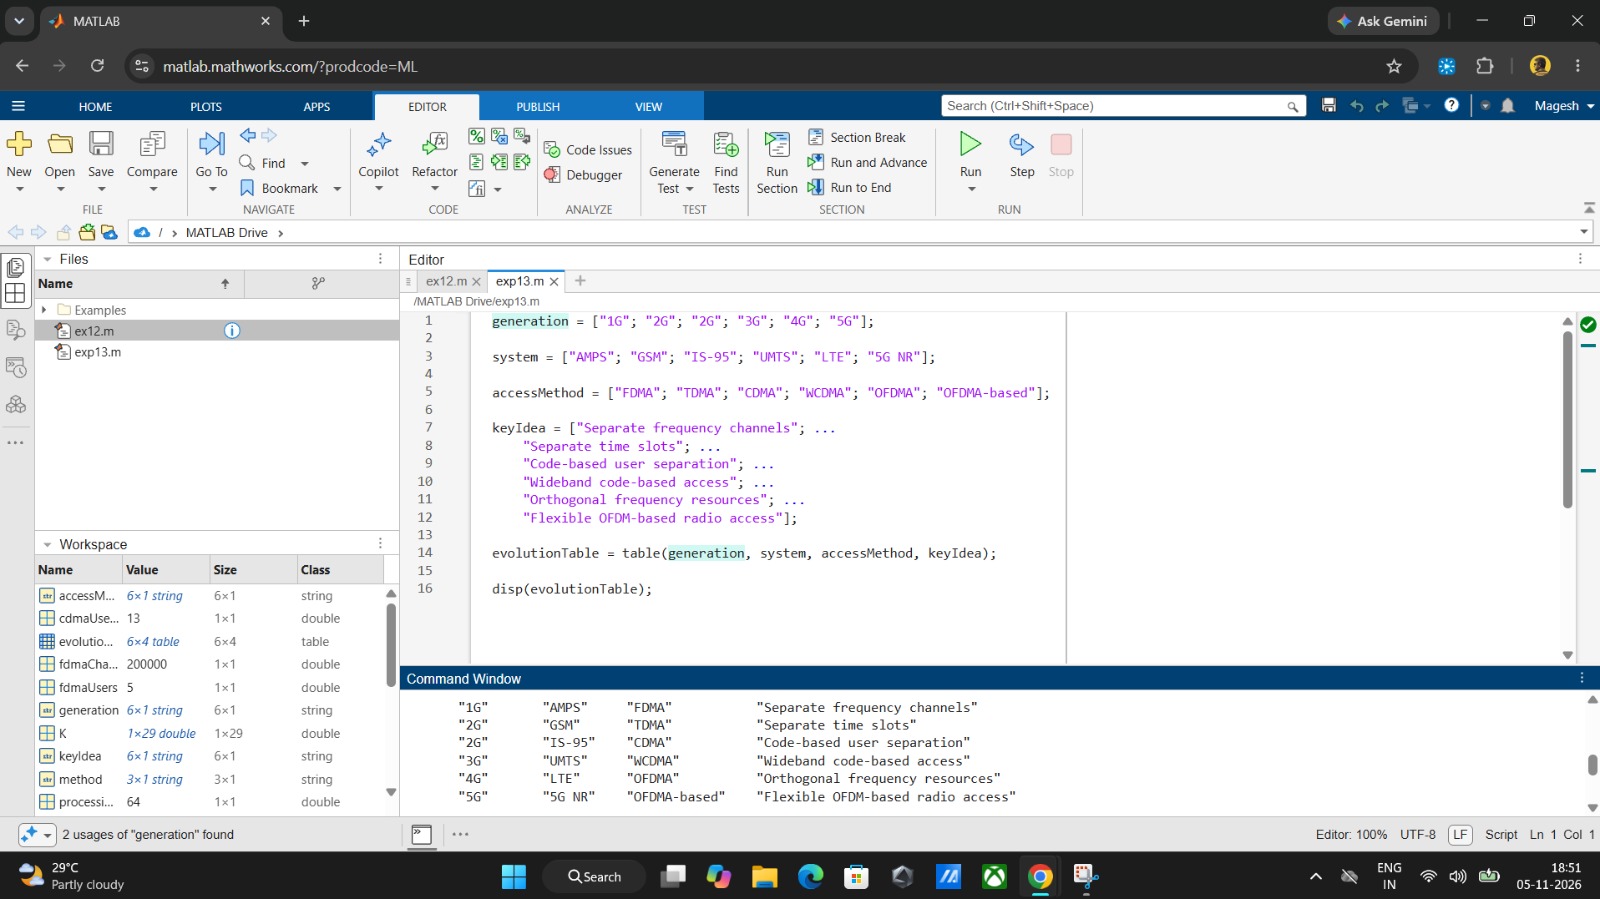 MATLAB
Ask Gemini
matlab.mathworks.com/?prodcode=ML
HOME PLOTS APPS EDITOR PUBLISH VIEW
Search (Ctrl+Shift+Space)
Magesh
New Open Save Compare
FILE
Go To
Find
Bookmark
NAVIGATE
Copilot Refactor
CODE
Code Issues
Debugger
ANALYZE
Generate Test
Find Tests
TEST
Run Section
Section Break
Run and Advance
Run to End
SECTION
Run Step Stop
RUN
/ › MATLAB Drive ›
Files
Name
Examples
ex12.m
exp13.m
Workspace
Name Value Size Class
accessM... 6×1 string 6×1 string
cdmaUse... 13 1×1 double
evolutio... 6×4 table 6×4 table
fdmaCha... 200000 1×1 double
fdmaUsers 5 1×1 double
generation 6×1 string 6×1 string
K 1×29 double 1×29 double
keyIdea 6×1 string 6×1 string
method 3×1 string 3×1 string
processi... 64 1×1 double
Editor
ex12.m exp13.m
/MATLAB Drive/exp13.m
1 generation = ["1G"; "2G"; "2G"; "3G"; "4G"; "5G"];
2
3 system = ["AMPS"; "GSM"; "IS-95"; "UMTS"; "LTE"; "5G NR"];
4
5 accessMethod = ["FDMA"; "TDMA"; "CDMA"; "WCDMA"; "OFDMA"; "OFDMA-based"];
6
7 keyIdea = ["Separate frequency channels"; ...
8 "Separate time slots"; ...
9 "Code-based user separation"; ...
10 "Wideband code-based access"; ...
11 "Orthogonal frequency resources"; ...
12 "Flexible OFDM-based radio access"];
13
14 evolutionTable = table(generation, system, accessMethod, keyIdea);
15
16 disp(evolutionTable);
Command Window
"1G" "AMPS" "FDMA" "Separate frequency channels"
"2G" "GSM" "TDMA" "Separate time slots"
"2G" "IS-95" "CDMA" "Code-based user separation"
"3G" "UMTS" "WCDMA" "Wideband code-based access"
"4G" "LTE" "OFDMA" "Orthogonal frequency resources"
"5G" "5G NR" "OFDMA-based" "Flexible OFDM-based radio access"
2 usages of "generation" found
Editor: 100% UTF-8 LF Script Ln 1 Col 1
29°C
Partly cloudy
Search
ENG
IN
18:51
05-11-2026